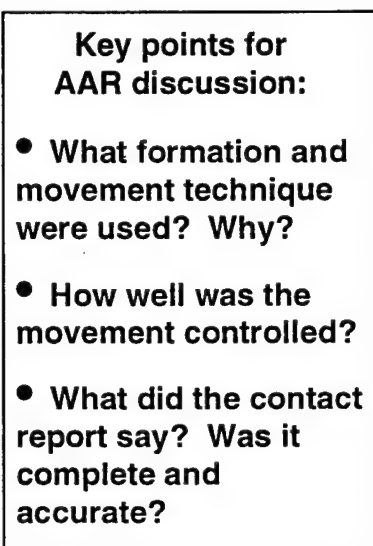 Key points for
AAR discussion:
● What formation and
movement technique
were used? Why?
● How well was the
movement controlled?
● What did the contact
report say? Was it
complete and
accurate?